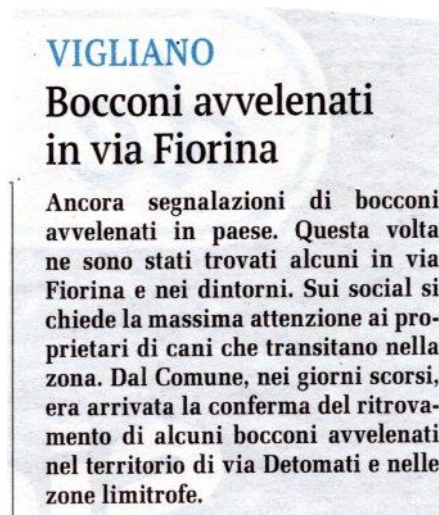 VIGLIANO
Bocconi avvelenati
in via Fiorina
Ancora segnalazioni di bocconi
avvelenati in paese. Questa volta
ne sono stati trovati alcuni in via
Fiorina e nei dintorni. Sui social si
chiede la massima attenzione ai pro-
prietari di cani che transitano nella
zona. Dal Comune, nei giorni scorsi,
era arrivata la conferma del ritrova-
mento di alcuni bocconi avvelenati
nel territorio di via Detomati e nelle
zone limitrofe.